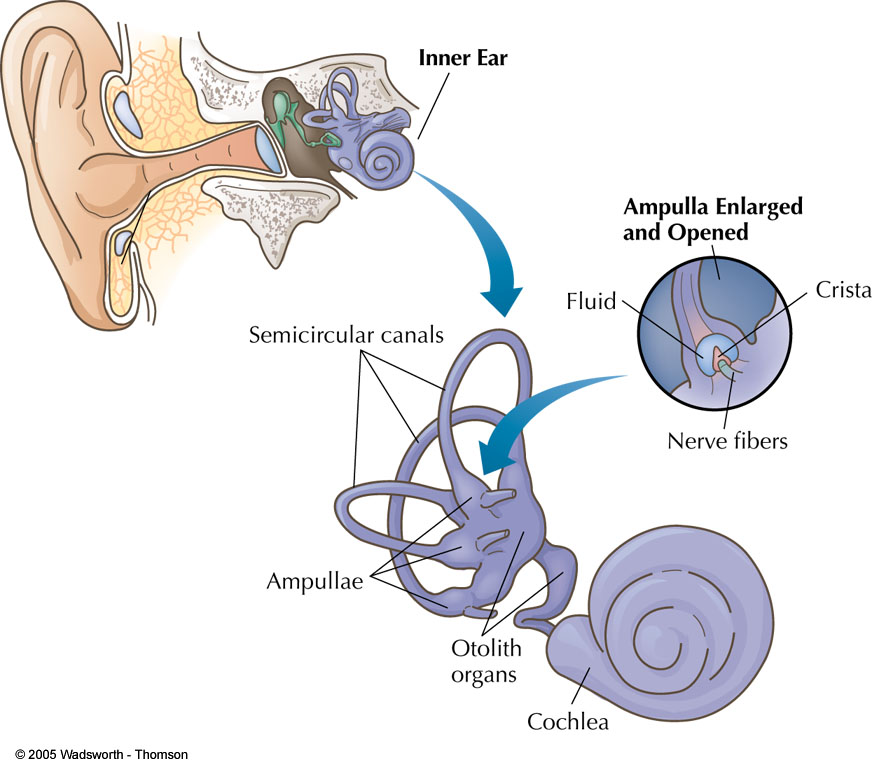 Inner Ear
Ampulla Enlarged
and Opened
Fluid
Crista
Nerve fibers
Semicircular canals
Ampullae
Otolith
organs
Cochlea
© 2005 Wadsworth - Thomson